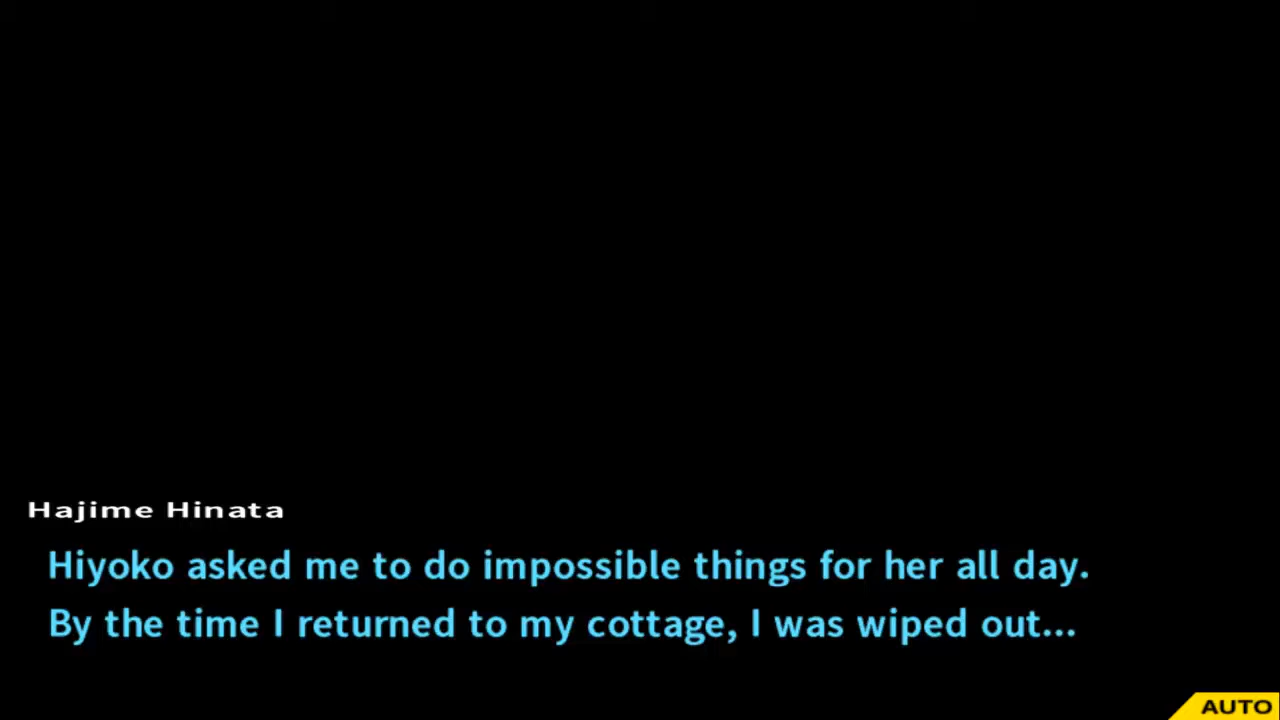 Hajime Hinata
Hiyoko asked me to do impossible things for her all day.
By the time I returned to my cottage, I was wiped out...
AUTO